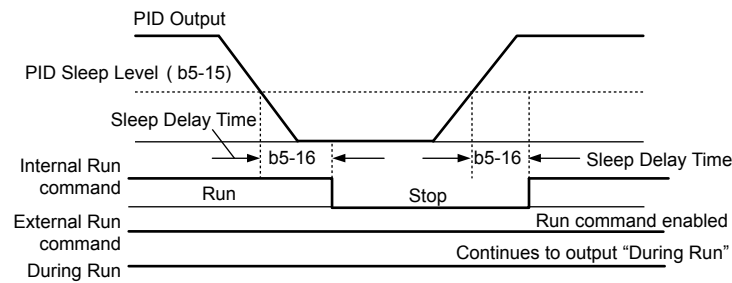 PID Output
PID Sleep Level ( b5-15)
Sleep Delay Time
b5-16
b5-16
Sleep Delay Time
Internal Run
command
Run
Stop
External Run
command
Run command enabled
Continues to output “During Run”
During Run